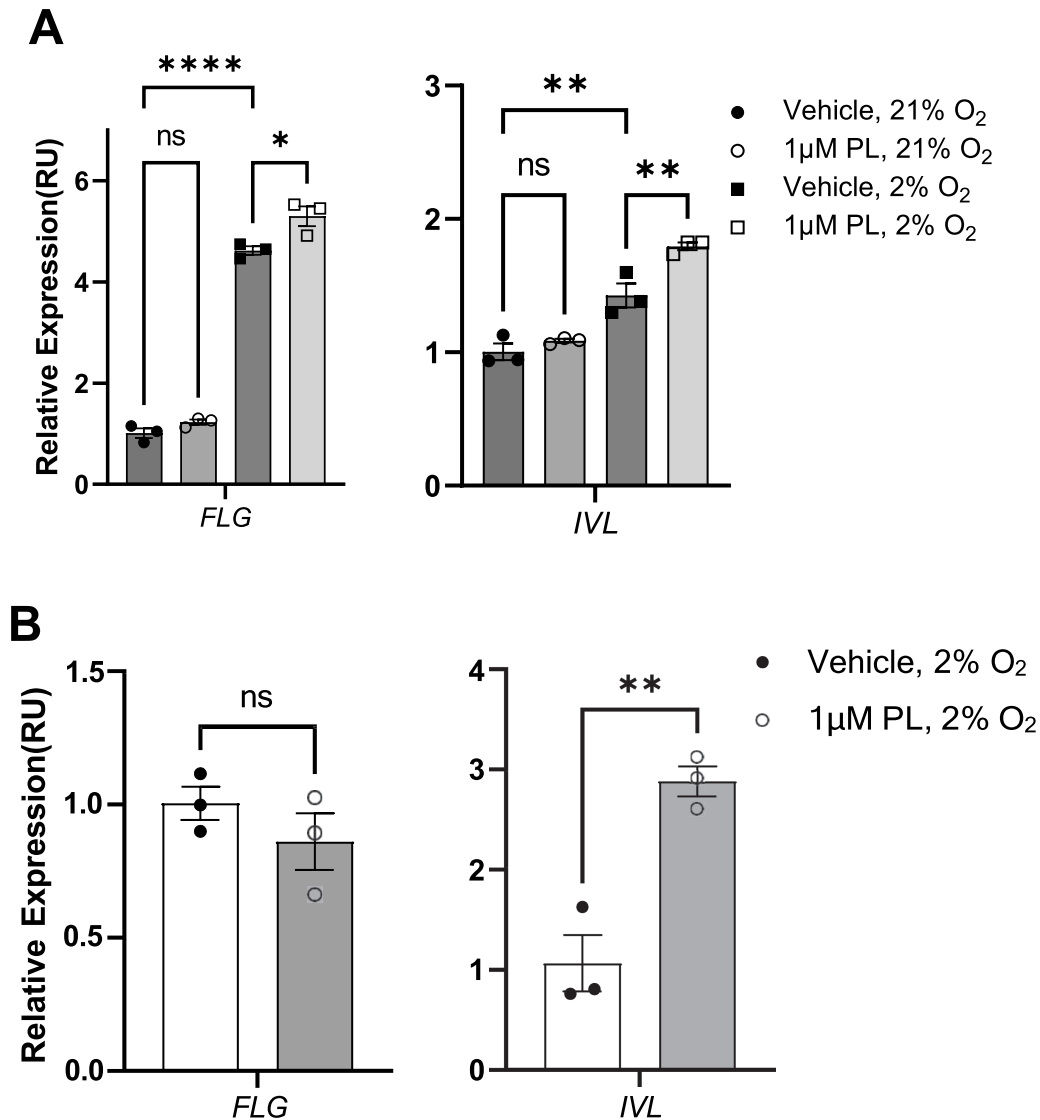 A
****
ns
*
Relative Expression(RU)
6
4
2
0
FLG
**
ns
**
3
2
1
0
IVL
Vehicle, 21% O₂
1µM PL, 21% O₂
Vehicle, 2% O₂
1µM PL, 2% O₂
B
ns
Relative Expression(RU)
1.5
1.0
0.5
0.0
FLG
**
4
3
2
1
0
IVL
Vehicle, 2% O₂
1µM PL, 2% O₂